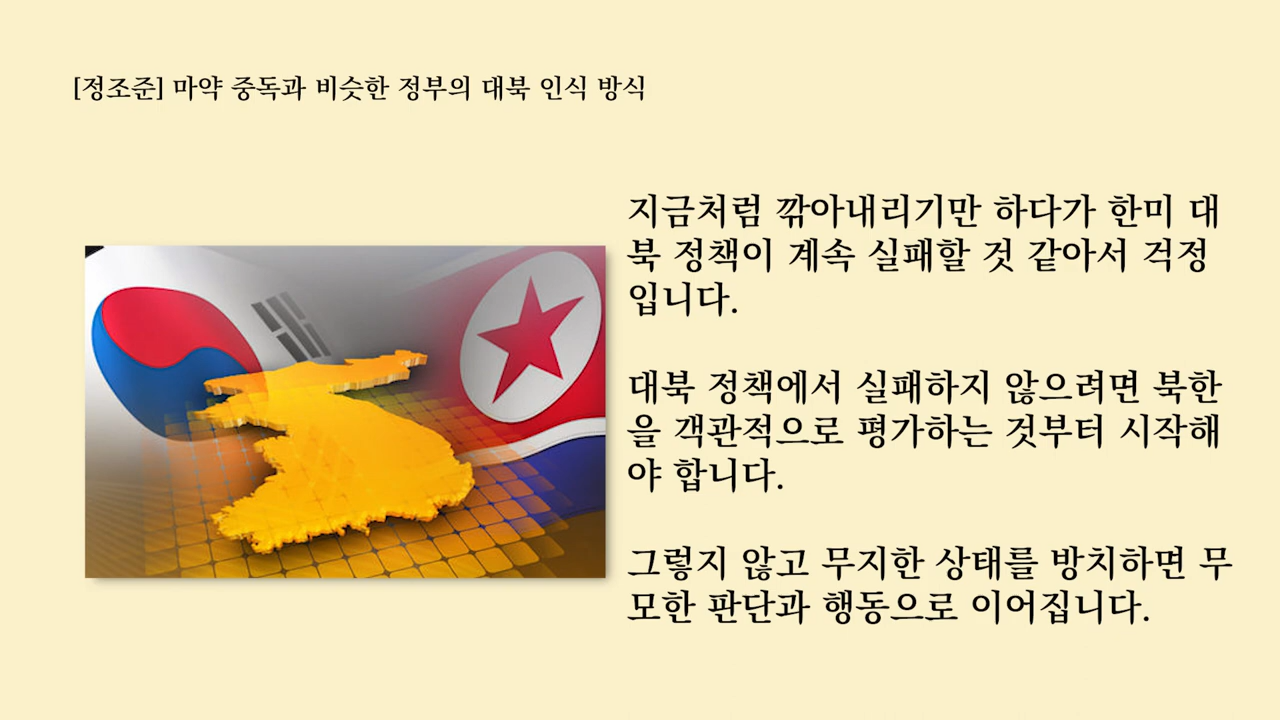 [정조준] 마약 중독과 비슷한 정부의 대북 인식 방식
지금처럼 깎아내리기만 하다가 한미 대
북 정책이 계속 실패할 것 같아서 걱정
입니다.
대북 정책에서 실패하지 않으려면 북한
을 객관적으로 평가하는 것부터 시작해
야 합니다.
그렇지 않고 무지한 상태를 방치하면 무
모한 판단과 행동으로 이어집니다.